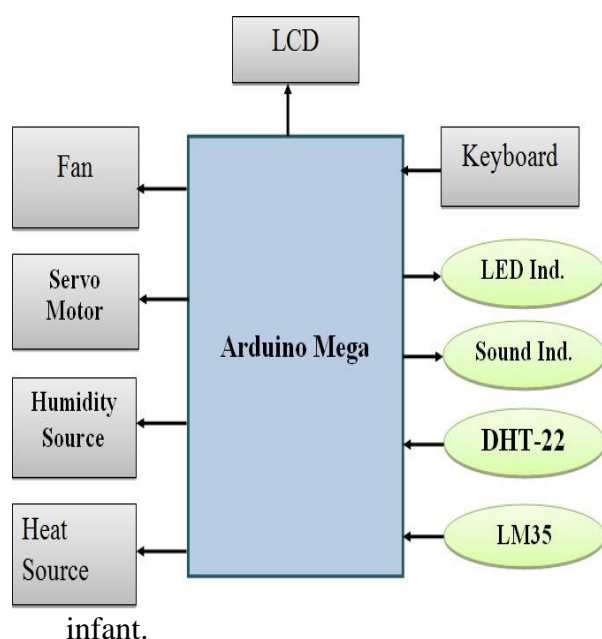 LCD
Fan
Keyboard
Servo
Motor
LED Ind.
Arduino Mega
Sound Ind.
Humidity
Source
DHT-22
Heat
Source
LM35
infant.